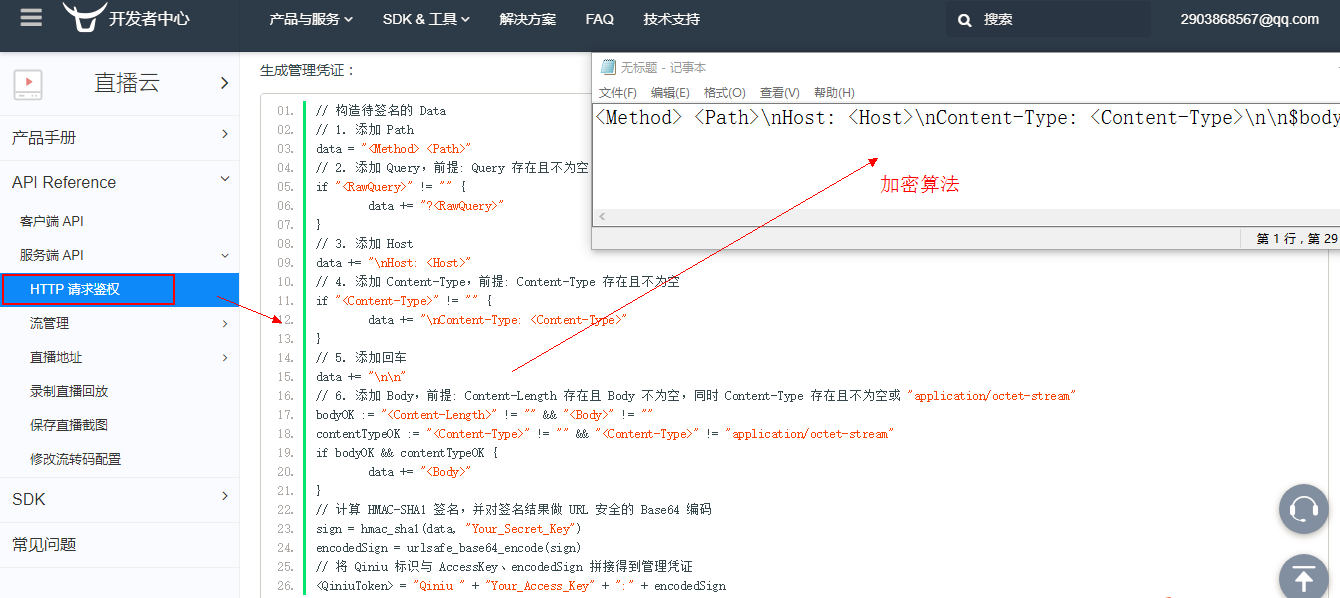 开发者中心
产品与服务
SDK & 工具
解决方案
FAQ
技术支持
搜索
2903868567@qq.com
直播云
产品手册
API Reference
客户端 API
服务端 API
HTTP 请求鉴权
流管理
直播地址
录制直播回放
保存直播截图
修改流转码配置
SDK
常见问题
生成管理凭证：
01. // 构造待签名的 Data
02. // 1. 添加 Path
03. data = "<Method> <Path>"
04. // 2. 添加 Query，前提: Query 存在且不为空
05. if "<RawQuery>" != "" {
06. data += "?<RawQuery>"
07. }
08. // 3. 添加 Host
09. data += "\nHost: <Host>"
10. // 4. 添加 Content-Type，前提: Content-Type 存在且不为空
11. if "<Content-Type>" != "" {
12. data += "\nContent-Type: <Content-Type>"
13. }
14. // 5. 添加回车
15. data += "\n\n"
16. // 6. 添加 Body，前提: Content-Length 存在且 Body 不为空，同时 Content-Type 存在且不为空或 "application/octet-stream"
17. bodyOK := "<Content-Length>" != "" && "<Body>" != ""
18. contentTypeOK := "<Content-Type>" != "" && "<Content-Type>" != "application/octet-stream"
19. if bodyOK && contentTypeOK {
20. data += "<Body>"
21. }
22. // 计算 HMAC-SHA1 签名，并对签名结果做 URL 安全的 Base64 编码
23. sign = hmac_sha1(data, "Your_Secret_Key")
24. encodedSign = urlsafe_base64_encode(sign)
25. // 将 Qiniu 标识与 AccessKey、encodedSign 拼接得到管理凭证
26. <QiniuToken> = "Qiniu " + "Your_Access_Key" + ":" + encodedSign
无标题 - 记事本
文件(F) 编辑(E) 格式(O) 查看(V) 帮助(H)
<Method> <Path>\nHost: <Host>\nContent-Type: <Content-Type>\n\n$body
加密算法
第 1 行，第 29